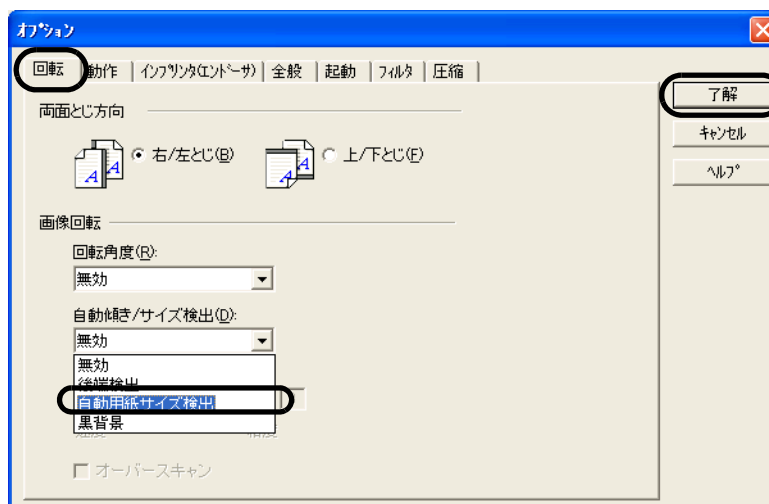 オプション
回転 動作 インプリンタ(エンドーサ) 全般 起動 フィルタ 圧縮
了解
キャンセル
ヘルプ
両面とじ方向
右/左とじ(B) 上/下とじ(F)
画像回転
回転角度(R):
無効
自動傾き/サイズ検出(D):
無効
無効
後端検出
自動用紙サイズ検出
黒背景
オーバースキャン